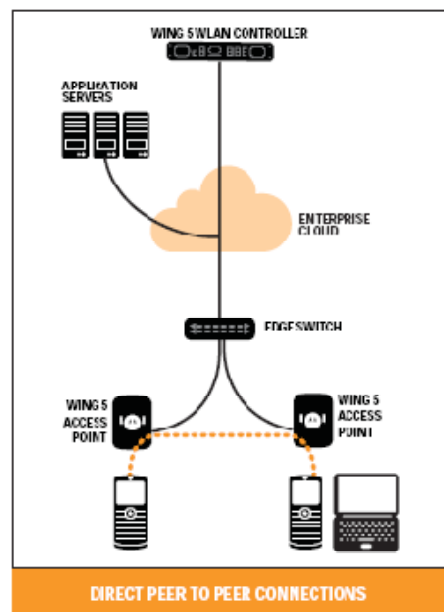 WING 5 WLAN CONTROLLER
APPLICATION
SERVERS
ENTERPRISE
CLOUD
EDGE SWITCH
WING 5
ACCESS
POINT
WING 5
ACCESS
POINT
DIRECT PEER TO PEER CONNECTIONS